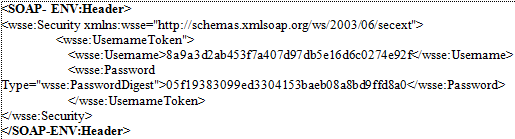 <SOAP- ENV:Header>
<wsse:Security xmlns:wsse="http://schemas.xmlsoap.org/ws/2003/06/secext">
<wsse:UsernameToken">
<wsse:Username>8a9a3d2ab453f7a407d97db5e16d6c0274e92f</wsse:Username>
<wsse:Password
Type="wsse:PasswordDigest">05f19383099ed3304153baeb08a8bd9ffd8a0</wsse:Password>
</wsse:UsernameToken>
</wsse:Security>
</SOAP-ENV:Header>